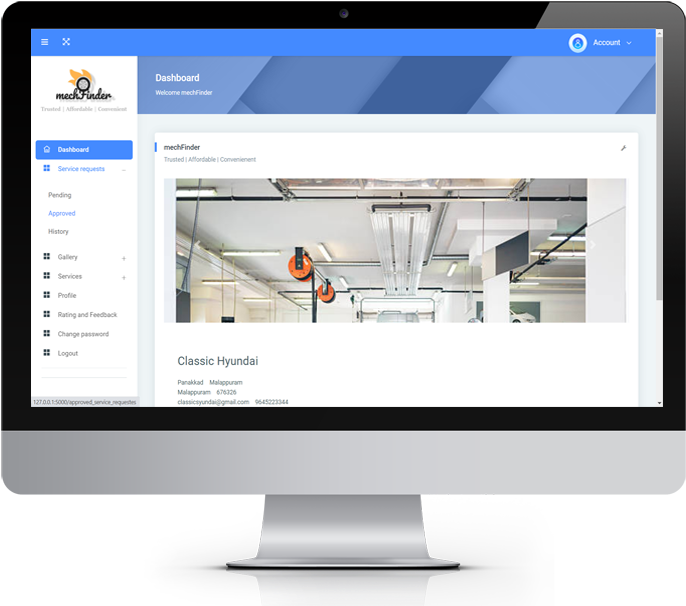 Account
mechFinder
Trusted | Affordable | Convenient
Dashboard
Welcome mechFinder
Dashboard
Service requests
Pending
Approved
History
Gallery
Services
Profile
Rating and Feedback
Change password
Logout
mechFinder
Trusted | Affordable | Convenienent
Classic Hyundai
Panakkad Malappuram
Malappuram 676326
classicsyundai@gmail.com 9645223344
127.0.0.1:5000/approved_service_requestes